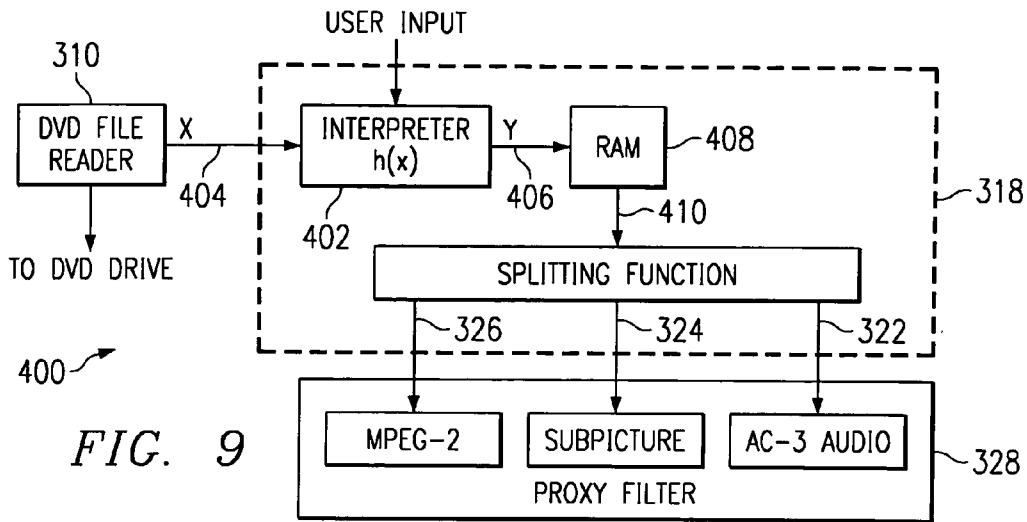 USER INPUT
310
DVD FILE
READER
X
404
INTERPRETER
h(x)
402
Y
406
RAM
408
410
318
TO DVD DRIVE
SPLITTING FUNCTION
326
324
322
400
MPEG-2
SUBPICTURE
AC-3 AUDIO
328
PROXY FILTER
FIG. 9